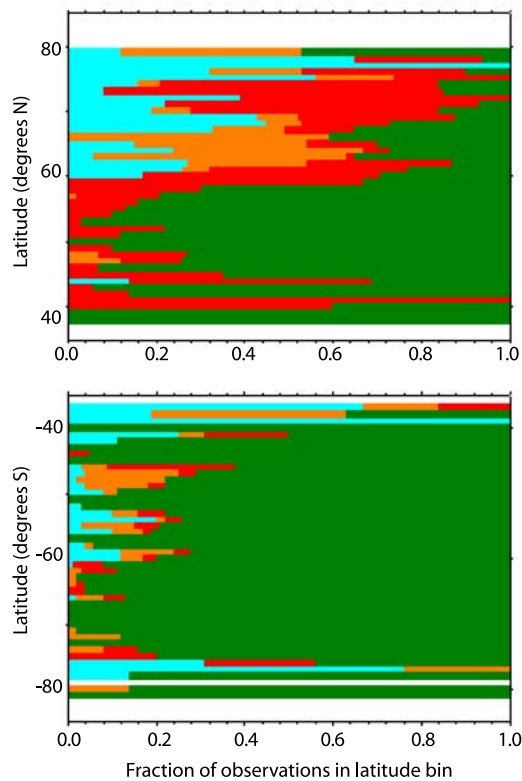 Latitude (degrees N)
80
60
40
0.0 0.2 0.4 0.6 0.8 1.0
Latitude (degrees S)
-40
-60
-80
0.0 0.2 0.4 0.6 0.8 1.0
Fraction of observations in latitude bin